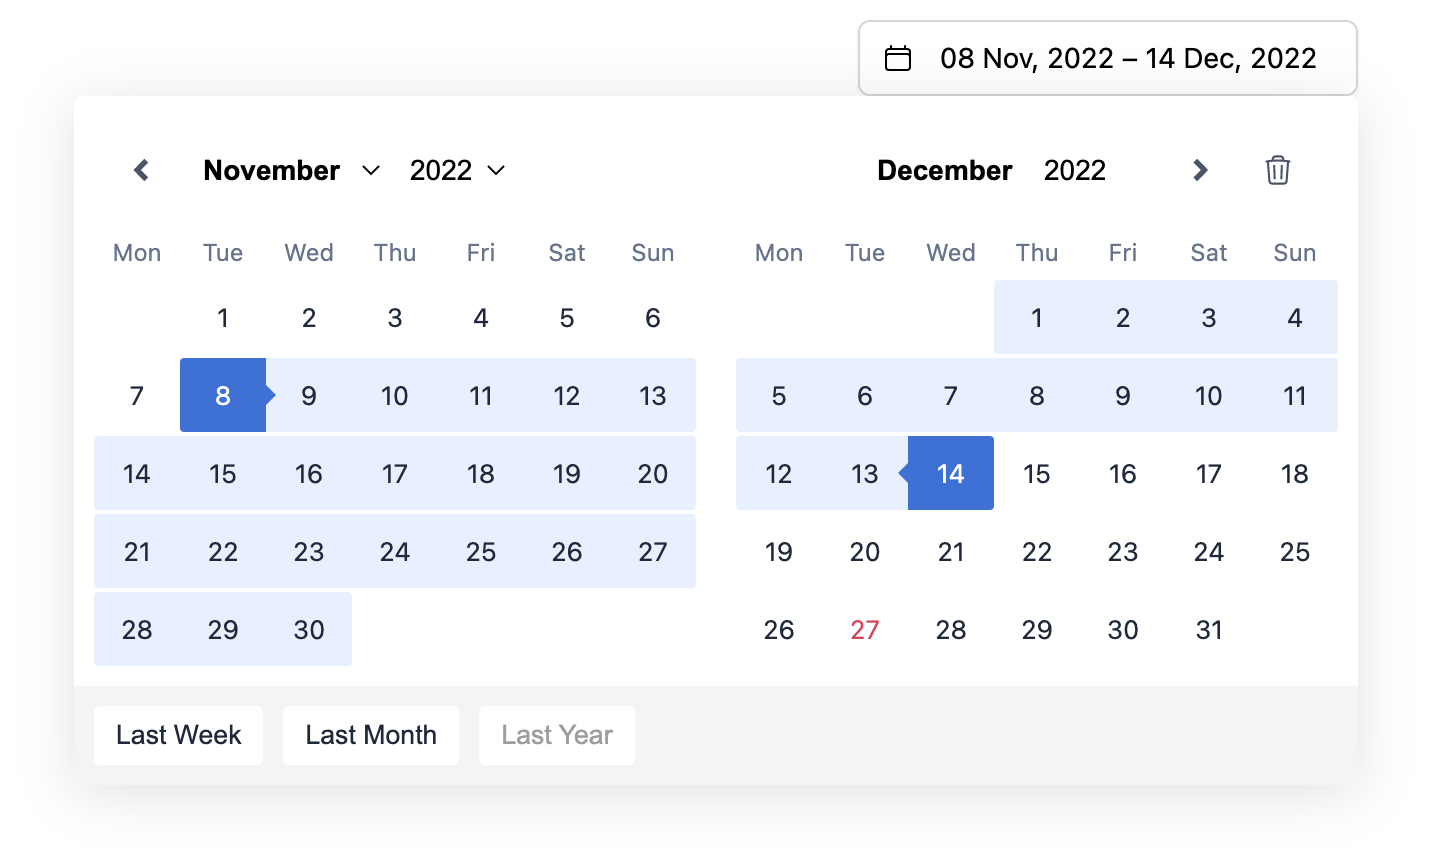 08 Nov, 2022 – 14 Dec, 2022
November 2022
December 2022
Mon Tue Wed Thu Fri Sat Sun
1 2 3 4 5 6
7 8 9 10 11 12 13
14 15 16 17 18 19 20
21 22 23 24 25 26 27
28 29 30
Mon Tue Wed Thu Fri Sat Sun
1 2 3 4
5 6 7 8 9 10 11
12 13 14 15 16 17 18
19 20 21 22 23 24 25
26 27 28 29 30 31
Last Week Last Month Last Year